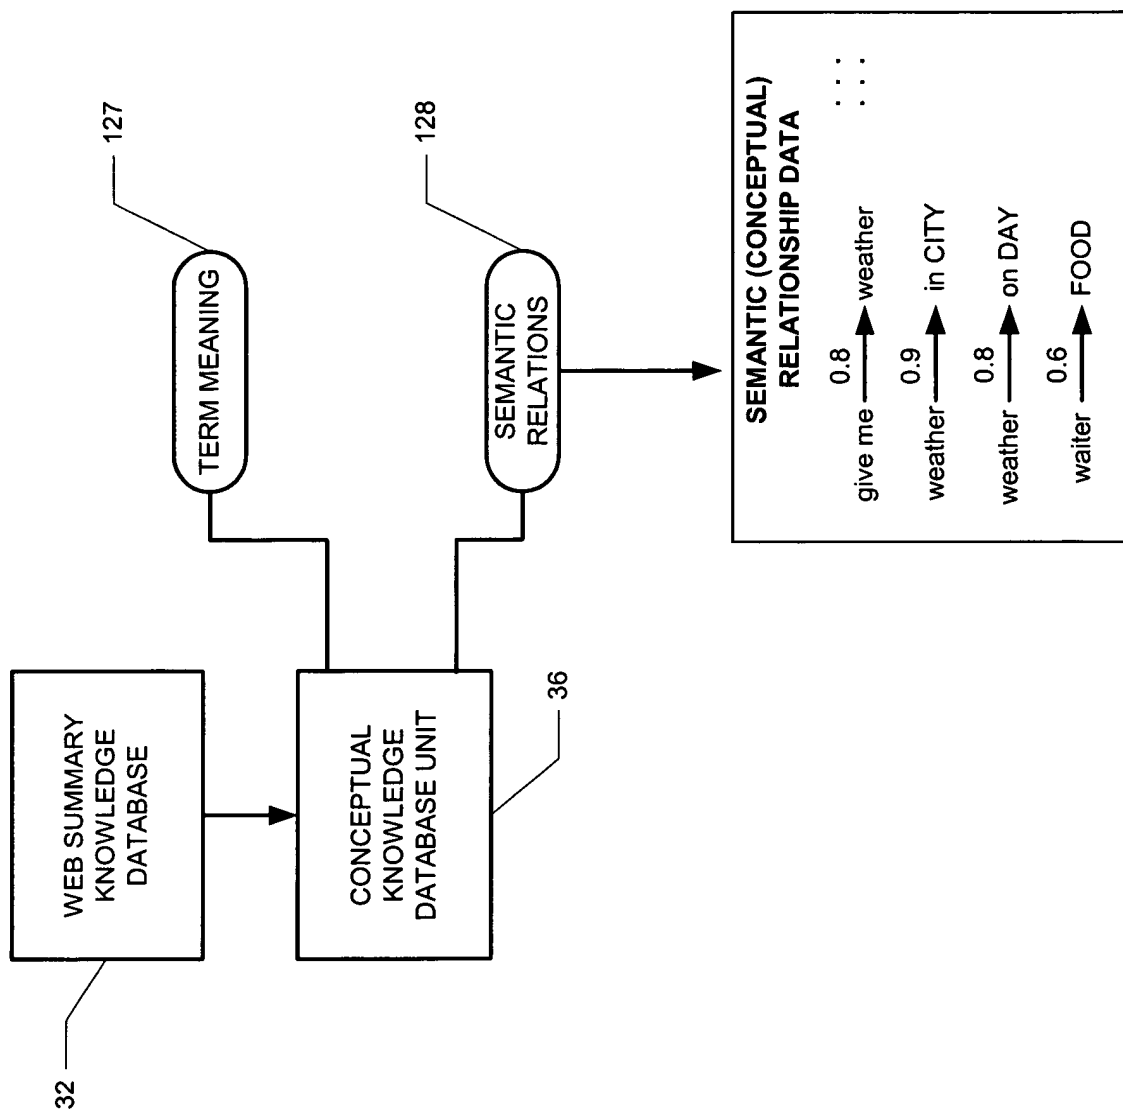 32
WEB SUMMARY
KNOWLEDGE
DATABASE
CONCEPTUAL
KNOWLEDGE
DATABASE UNIT
36
TERM MEANING
127
SEMANTIC
RELATIONS
128
SEMANTIC (CONCEPTUAL)
RELATIONSHIP DATA
give me 0.8 weather . . .
weather 0.9 in CITY . . .
weather 0.8 on DAY
waiter 0.6 FOOD